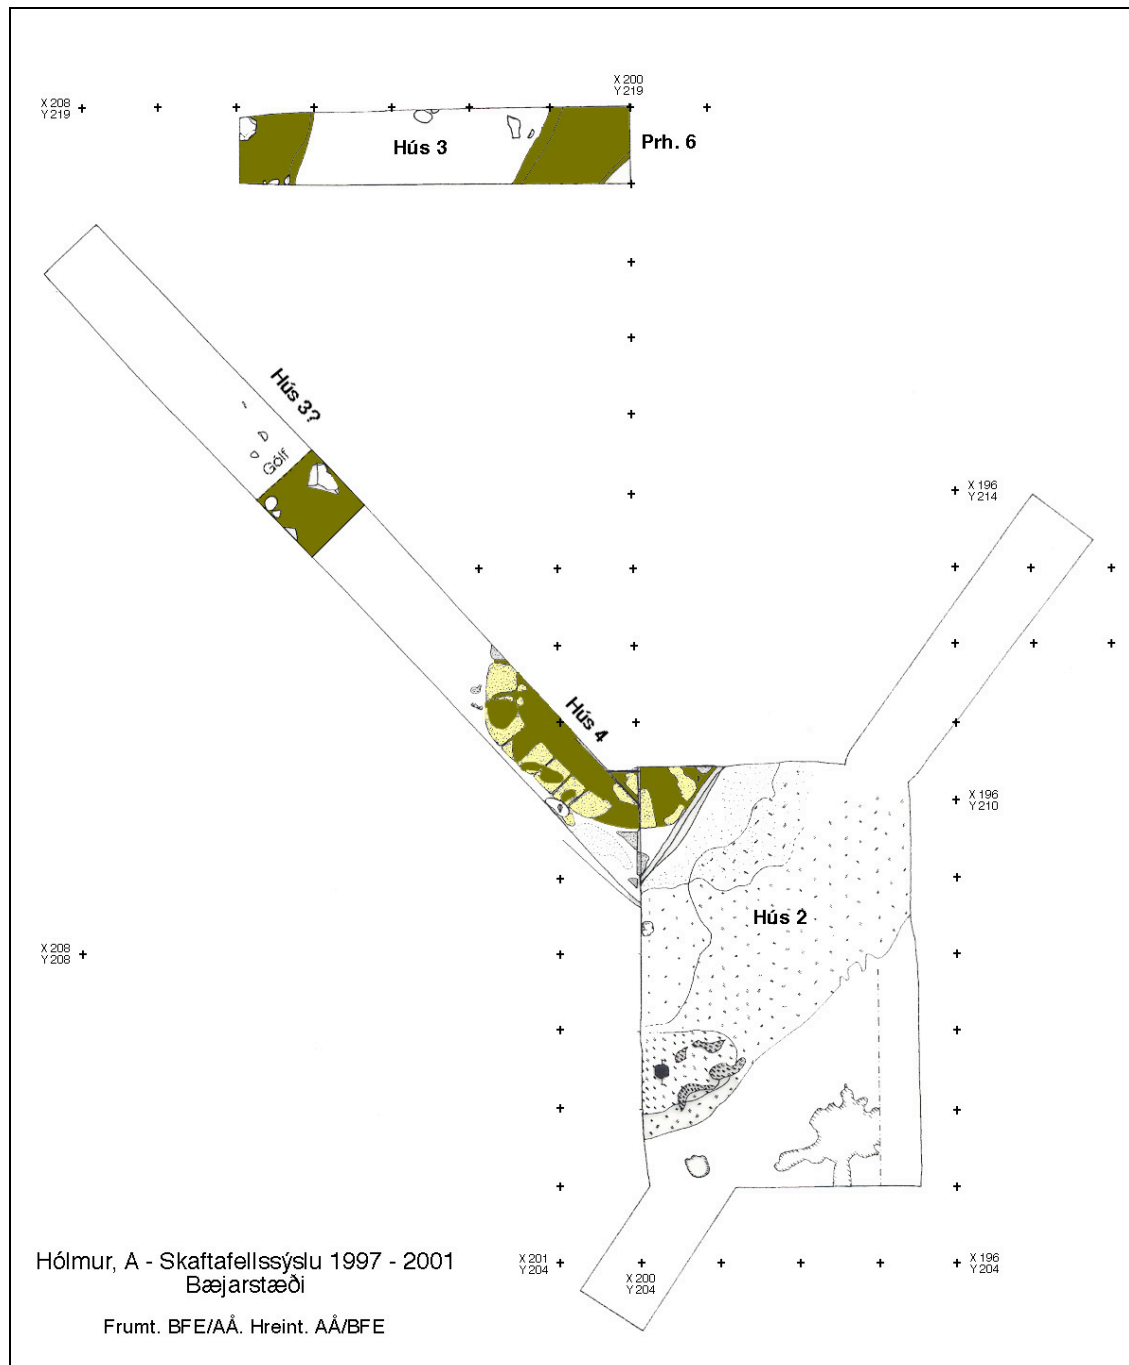 X 200
Y 219
X 208
Y 219
Hús 3
Prh. 6
Hús 3?
Gólf
X 196
Y 214
Hús 4
X 196
Y 210
Hús 2
X 208
Y 208
Hólmur, A - Skaftafellssýslu 1997 - 2001
Bæjarstæði
Frumt. BFE/AÅ. Hreint. AÅ/BFE
X 201
Y 204
X 200
Y 204
X 196
Y 204